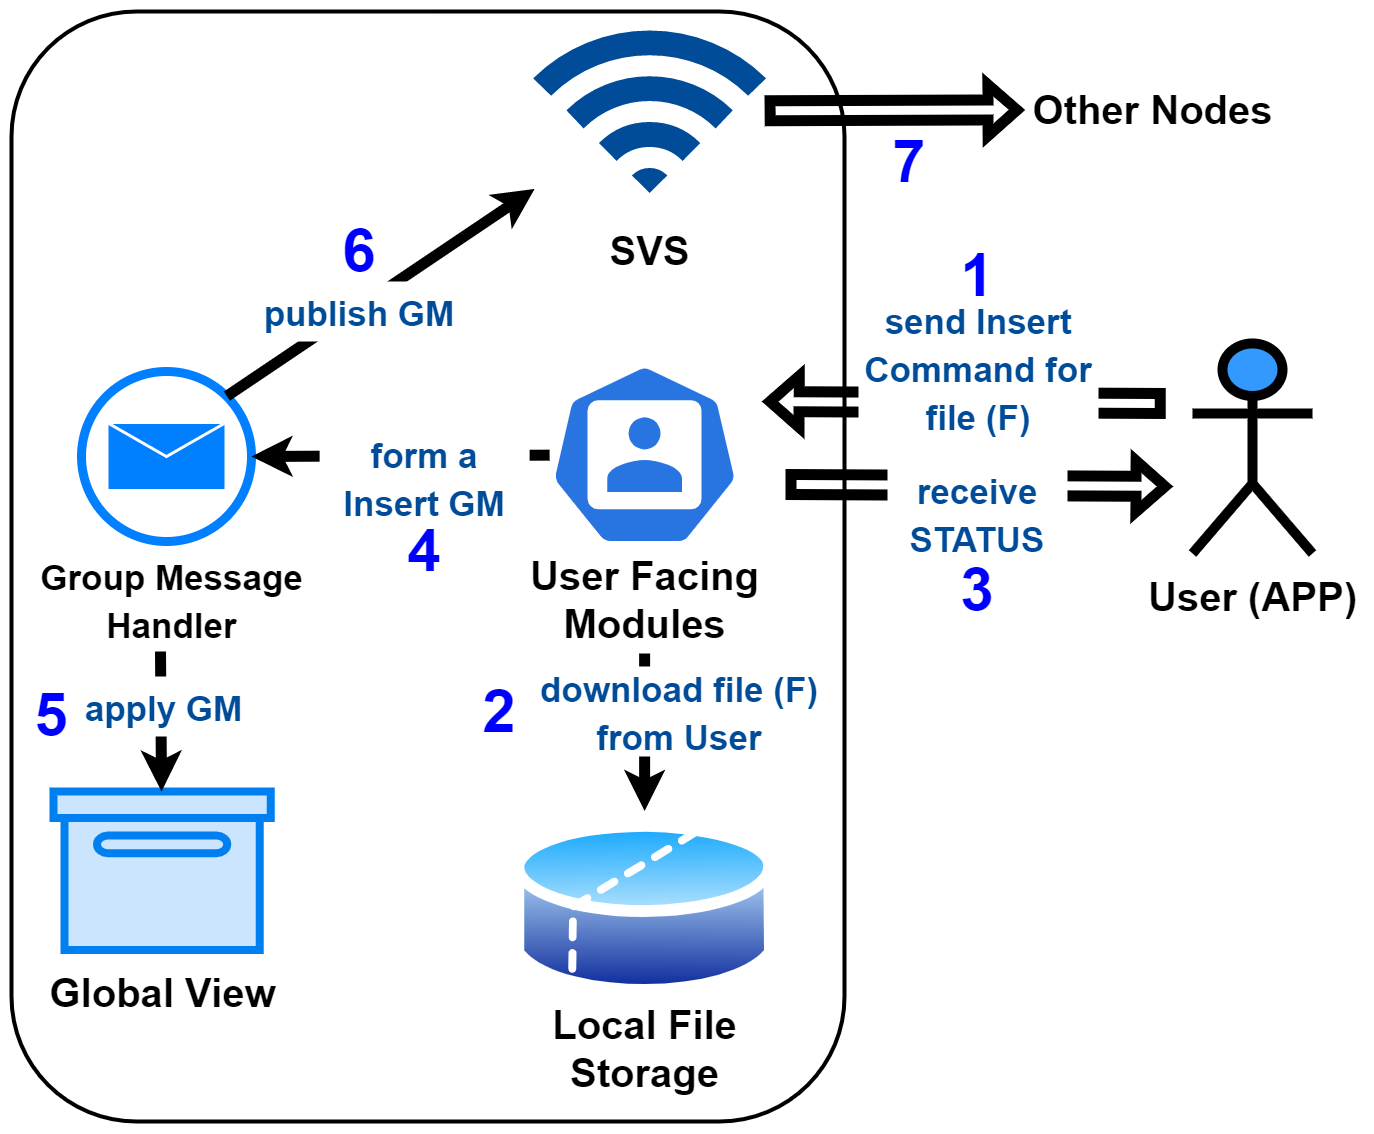 SVS
Other Nodes
7
6
publish GM
1
send Insert
Command for
file (F)
form a
Insert GM
4
receive
STATUS
3
User (APP)
Group Message
Handler
User Facing
Modules
5
apply GM
2
download file (F)
from User
Global View
Local File
Storage